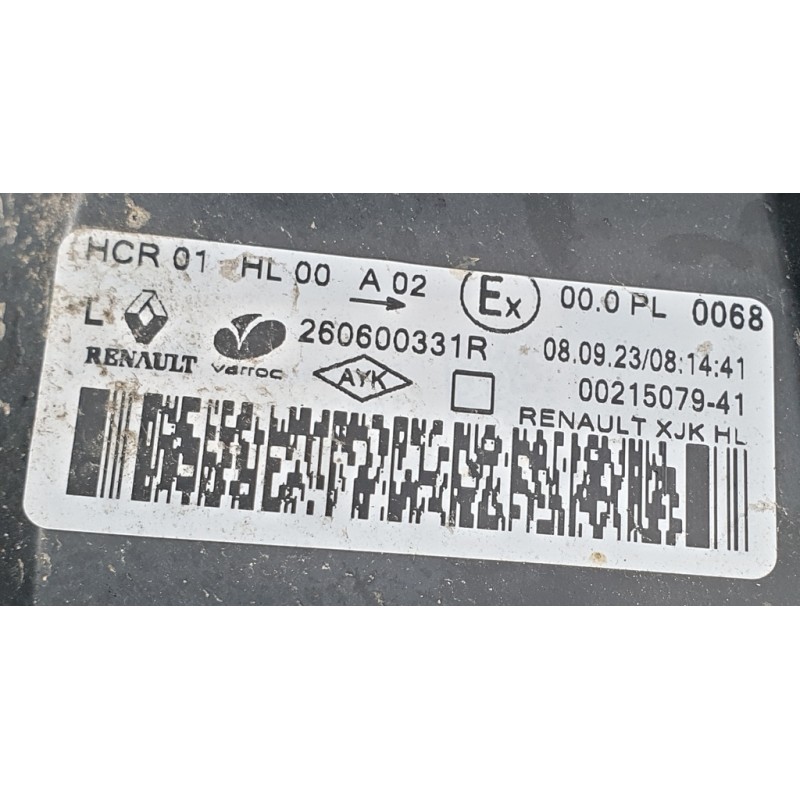 HCR 01 HL 00 A 02 Ex 00.0 PL 0068
L RENAULT varroc 260600331R 08.09.23/08:14:41
AYK 00215079-41
RENAULT XJK HL